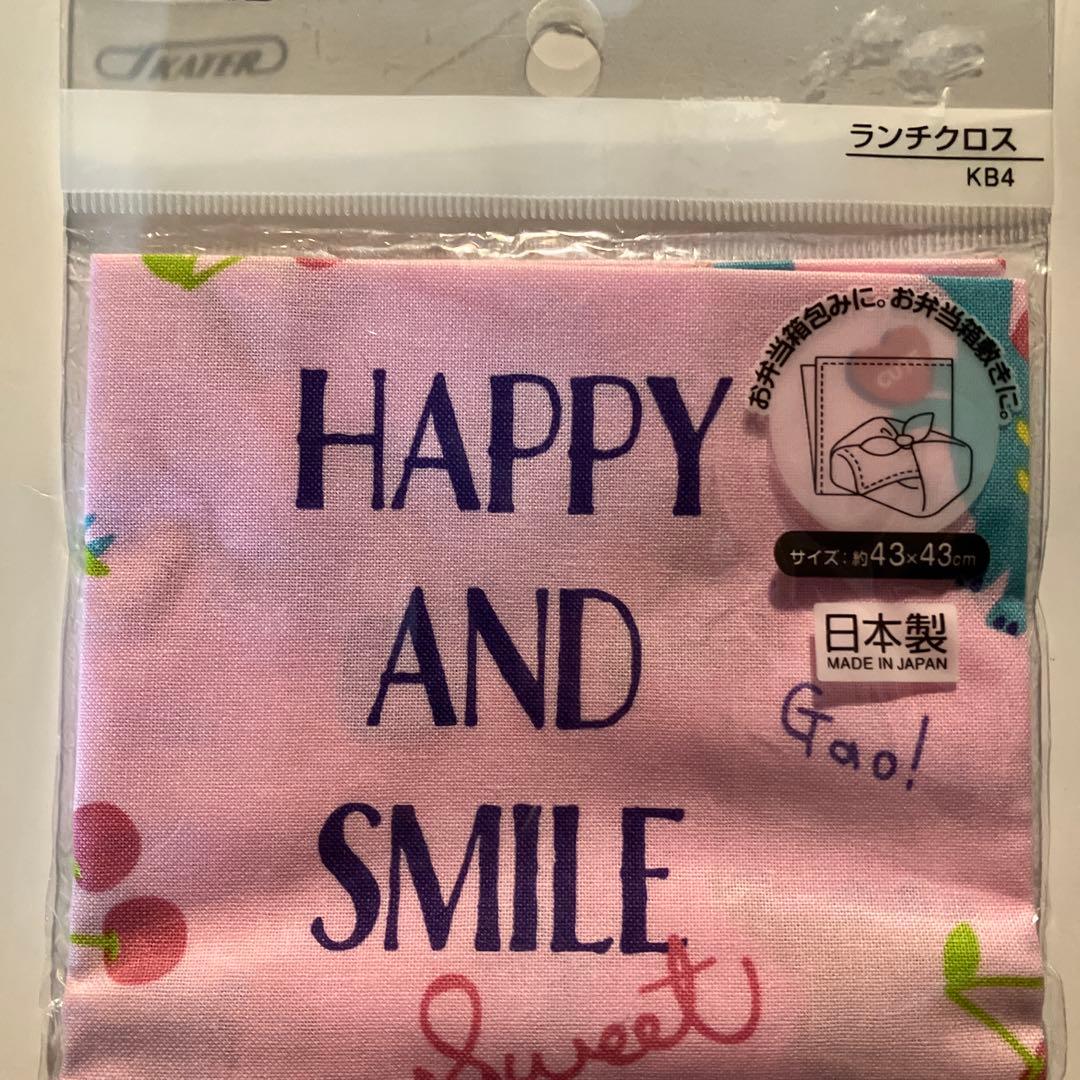 SKATER
ランチクロス
KB4
お弁当箱包みに。お弁当箱敷きに。
HAPPY
AND
SMILE
サイズ：約43×43cm
日本製
MADE IN JAPAN
Gao!
Sweet